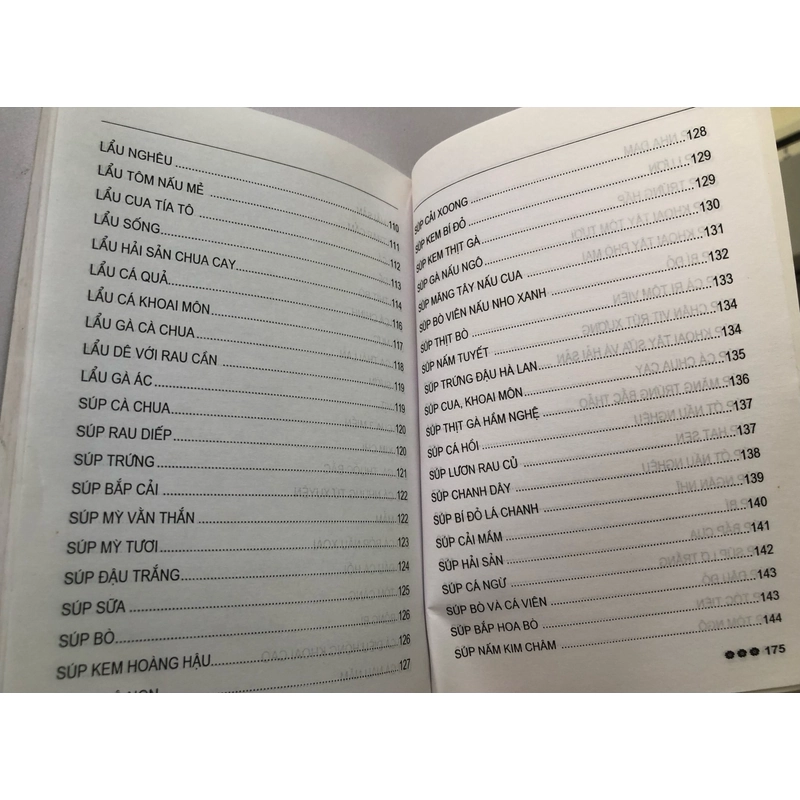 LẨU NGHÊU 110
LẨU TÔM NẤU MẺ 111
LẨU CUA TÍA TÔ 112
LẨU SỐNG 113
LẨU HẢI SẢN CHUA CAY 114
LẨU CÁ QUẢ 116
LẨU CÁ KHOAI MÔN 117
LẨU GÀ CÀ CHUA 118
LẨU DÊ VỚI RAU CẦN 119
LẨU GÀ ÁC 119
SÚP CÀ CHUA 120
SÚP RAU DIẾP 120
SÚP TRỨNG 121
SÚP BẮP CẢI 122
SÚP MỲ VẰN THẮN 122
SÚP MỲ TƯƠI 123
SÚP ĐẬU TRẮNG 124
SÚP SỮA 125
SÚP BÒ 126
SÚP KEM HOÀNG HẬU 126
NON 127
SÚP CẢI XOONG 128
SÚP KEM BÍ ĐỎ 129
SÚP KEM THỊT GÀ 129
SÚP GÀ NẤU NGÔ 130
SÚP MĂNG TÂY NẤU CUA 131
SÚP BÒ VIÊN NẤU NHO XANH 132
SÚP THỊT BÒ 133
SÚP NẤM TUYẾT 134
SÚP TRỨNG ĐẬU HÀ LAN 134
SÚP CUA, KHOAI MÔN 135
SÚP THỊT GÀ HẦM NGHỆ 136
SÚP CÁ HỒI 137
SÚP LƯƠN RAU CỦ 137
SÚP CHANH DÂY 138
SÚP BÍ ĐỎ LÁ CHANH 139
SÚP CẢI MẦM 140
SÚP HẢI SẢN 141
SÚP CÁ NGỪ 142
SÚP BÒ VÀ CÁ VIÊN 143
SÚP BẮP HOA BÒ 143
SÚP NẤM KIM CHÂM 144
175